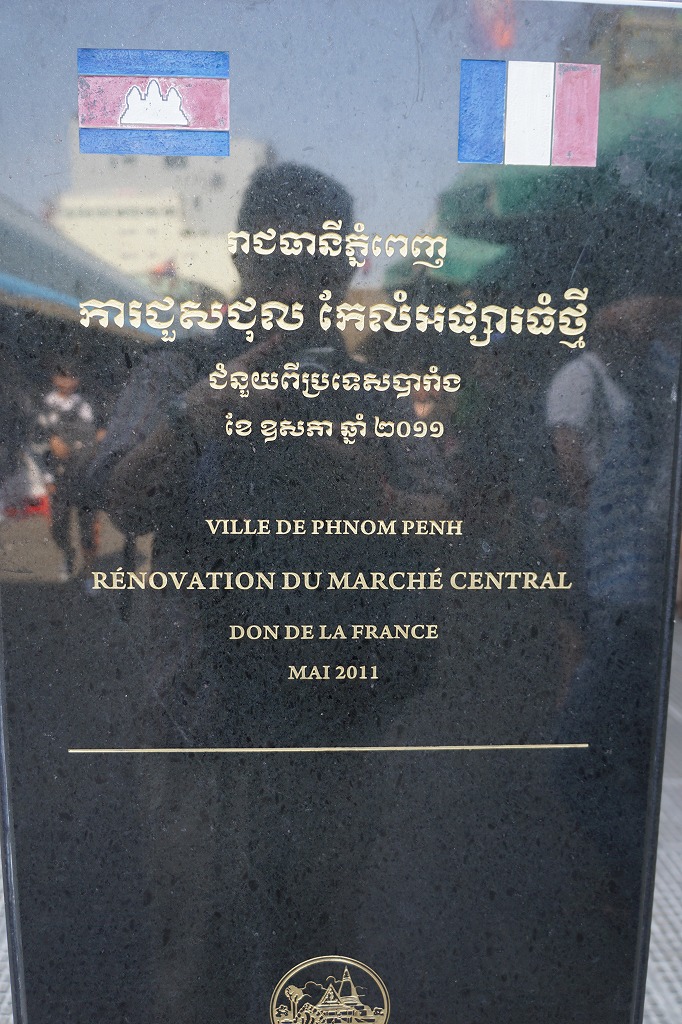 រាជធានីភ្នំពេញ
ការជួសជុល កែលំអផ្សារធំថ្មី
ជំនួយពីប្រទេសបារាំង
ខែ ឧសភា ឆ្នាំ ២០១១
VILLE DE PHNOM PENH
RÉNOVATION DU MARCHÉ CENTRAL
DON DE LA FRANCE
MAI 2011